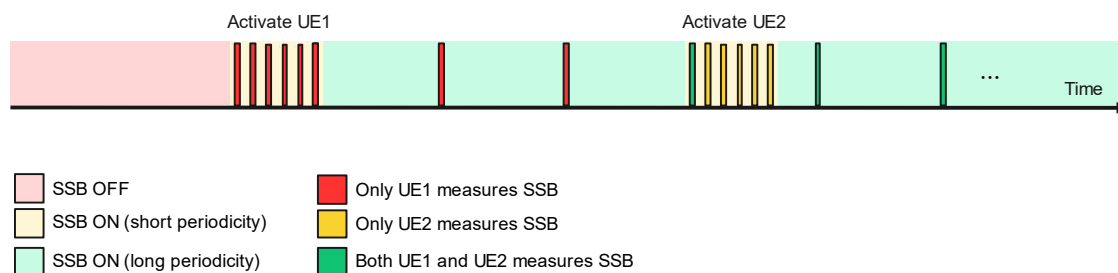 Activate UE1
Activate UE2
...
Time
SSB OFF
Only UE1 measures SSB
SSB ON (short periodicity)
Only UE2 measures SSB
SSB ON (long periodicity)
Both UE1 and UE2 measures SSB